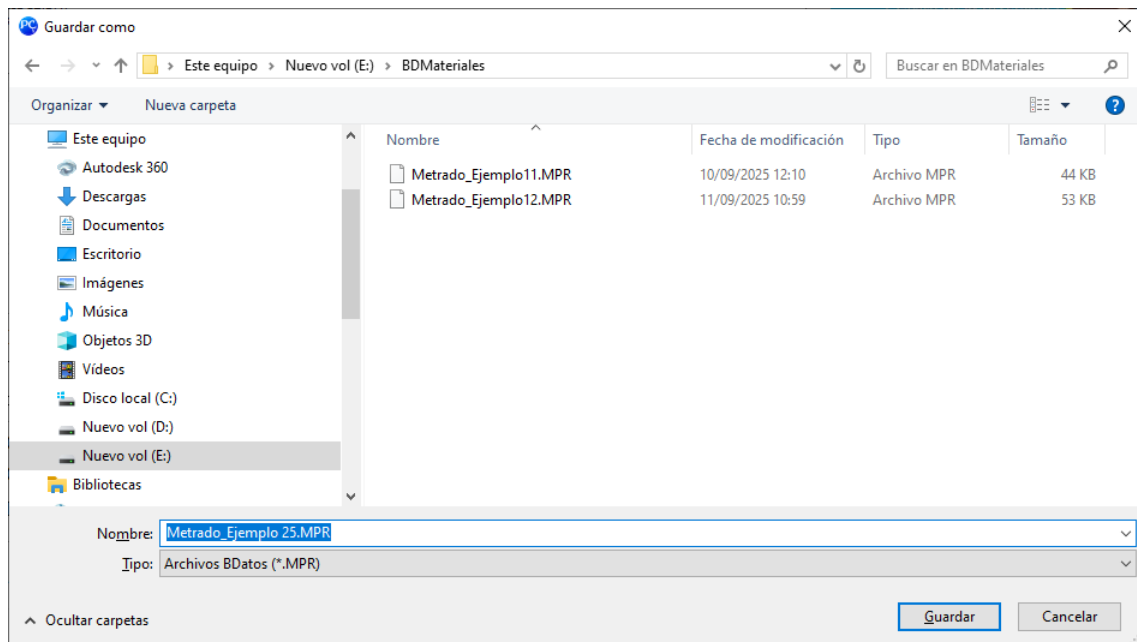 Guardar como
Este equipo > Nuevo vol (E:) > BDMateriales
Buscar en BDMateriales
Organizar
Nueva carpeta
Este equipo
Autodesk 360
Descargas
Documentos
Escritorio
Imágenes
Música
Objetos 3D
Vídeos
Disco local (C:)
Nuevo vol (D:)
Nuevo vol (E:)
Bibliotecas
Nombre Fecha de modificación Tipo Tamaño
Metrado_Ejemplo11.MPR 10/09/2025 12:10 Archivo MPR 44 KB
Metrado_Ejemplo12.MPR 11/09/2025 10:59 Archivo MPR 53 KB
Nombre: Metrado_Ejemplo 25.MPR
Tipo: Archivos BDatos (*.MPR)
Ocultar carpetas
Guardar
Cancelar